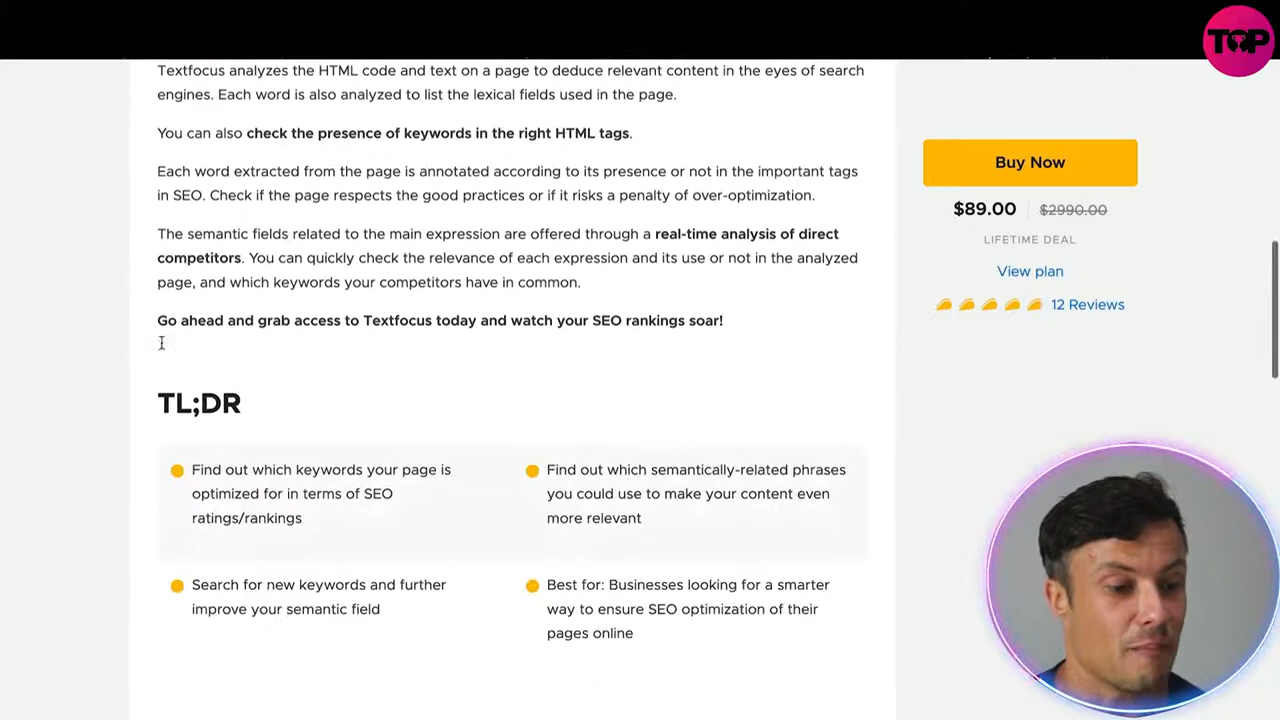 TOP
Textfocus analyzes the HTML code and text on a page to deduce relevant content in the eyes of search
engines. Each word is also analyzed to list the lexical fields used in the page.
You can also check the presence of keywords in the right HTML tags.
Each word extracted from the page is annotated according to its presence or not in the important tags
in SEO. Check if the page respects the good practices or if it risks a penalty of over-optimization.
The semantic fields related to the main expression are offered through a real-time analysis of direct
competitors. You can quickly check the relevance of each expression and its use or not in the analyzed
page, and which keywords your competitors have in common.
Go ahead and grab access to Textfocus today and watch your SEO rankings soar!
Buy Now
$89.00 $2990.00
LIFETIME DEAL
View plan
12 Reviews
TL;DR
Find out which keywords your page is
optimized for in terms of SEO
ratings/rankings
Find out which semantically-related phrases
you could use to make your content even
more relevant
Search for new keywords and further
improve your semantic field
Best for: Businesses looking for a smarter
way to ensure SEO optimization of their
pages online